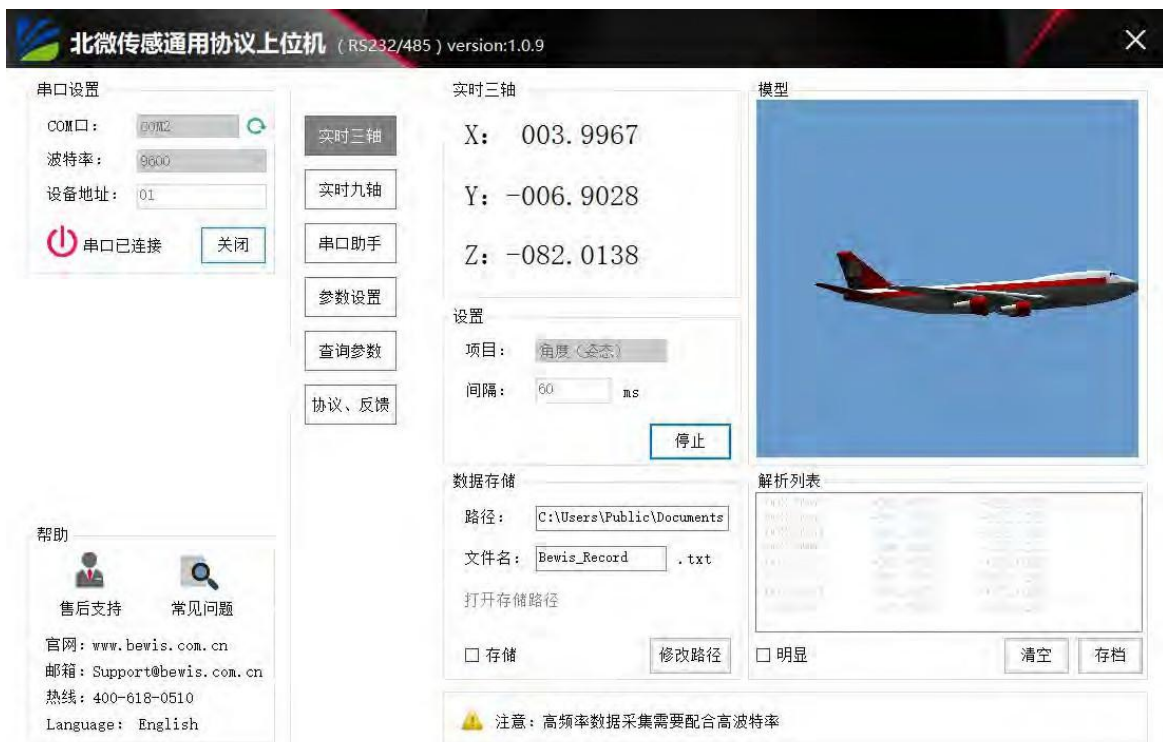 北微传感通用协议上位机 （RS232/485）version:1.0.9
串口设置
COM口： COM2
波特率： 9600
设备地址： 01
串口已连接 关闭
实时三轴
实时九轴
串口助手
参数设置
查询参数
协议、反馈
实时三轴
X： 003.9967
Y：-006.9028
Z：-082.0138
设置
项目： 角度（姿态）
间隔： 60 ms
停止
数据存储
路径： C:\Users\Public\Documents
文件名： Bewis_Record .txt
打开存储路径
存储 修改路径
模型
解析列表
明显 清空 存档
帮助
售后支持 常见问题
官网：www.bewis.com.cn
邮箱：Support@bewis.com.cn
热线：400-618-0510
Language： English
注意：高频率数据采集需要配合高波特率